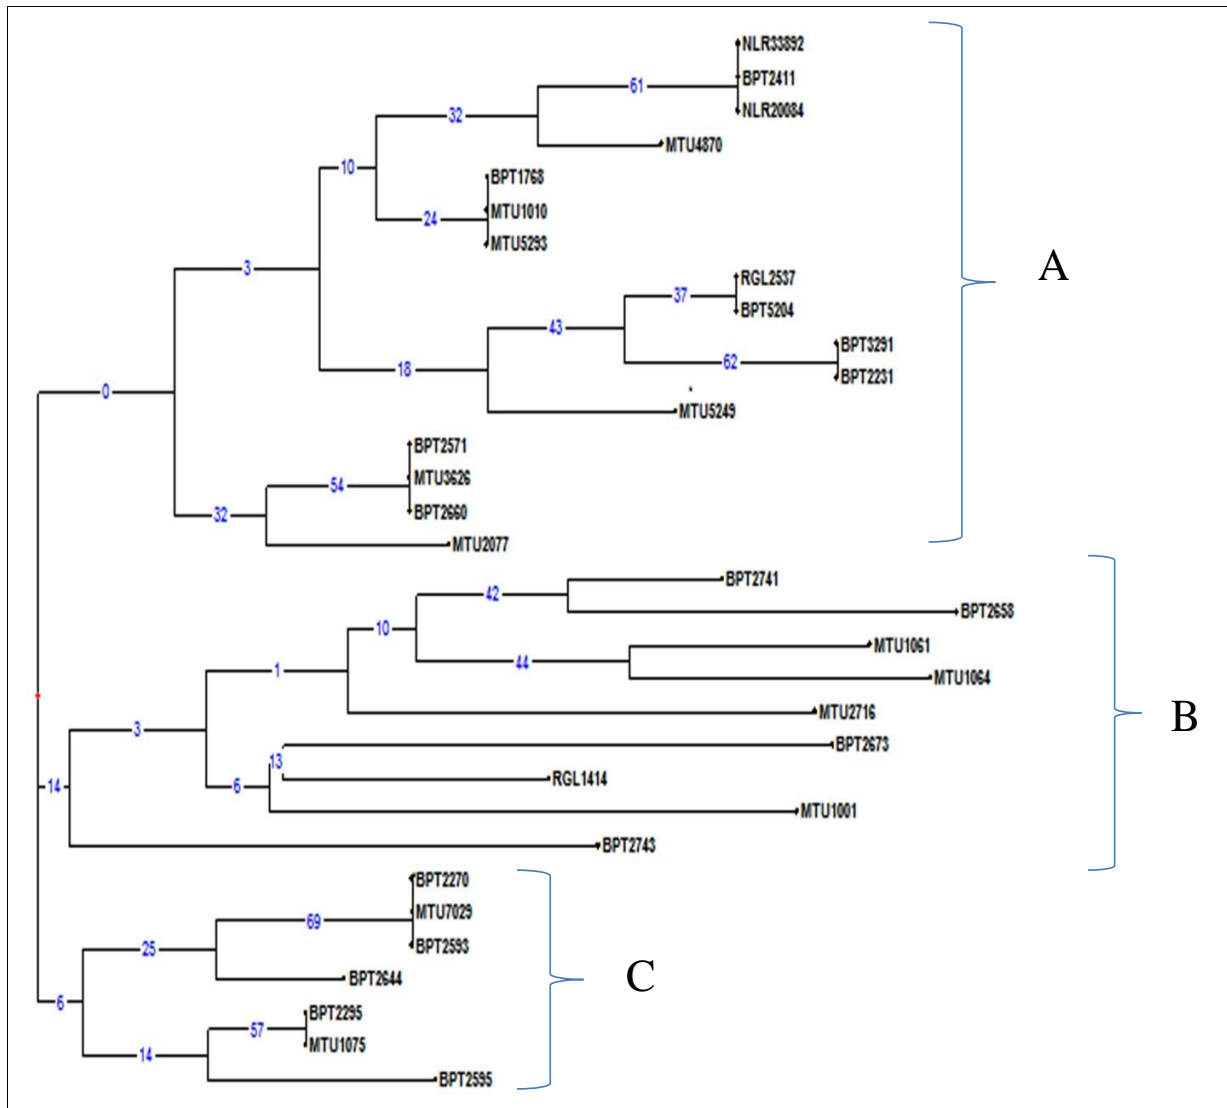 NLR33892
61
BPT2411
NLR20084
32
MTU4870
10
BPT1768
MTU1010
24
MTU5293
A
3
RGL2537
37
BPT5204
43
BPT3291
62
18
BPT2231
0
MTU5249
BPT2571
MTU3626
54
BPT2660
32
MTU2077
BPT2741
42
BPT2658
10
MTU1061
44
1
MTU1064
MTU2716
B
3
BPT2673
13
RGL1414
14
6
MTU1001
BPT2743
BPT2270
MTU7029
69
BPT2593
25
BPT2644
C
6
BPT2295
57
MTU1075
14
BPT2595